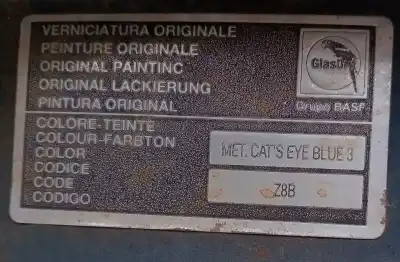 VERNICIATURA ORIGINALE
PEINTURE ORIGINALE
ORIGINAL PAINTING
ORIGINAL LACKIERUNG
PINTURA ORIGINAL
Glasurit
Gruppo BASF
COLORE-TEINTE
COLOUR-FARBTON
COLOR
MET. CAT'S EYE BLUE 3
CODICE
CODE
CODIGO
Z8B